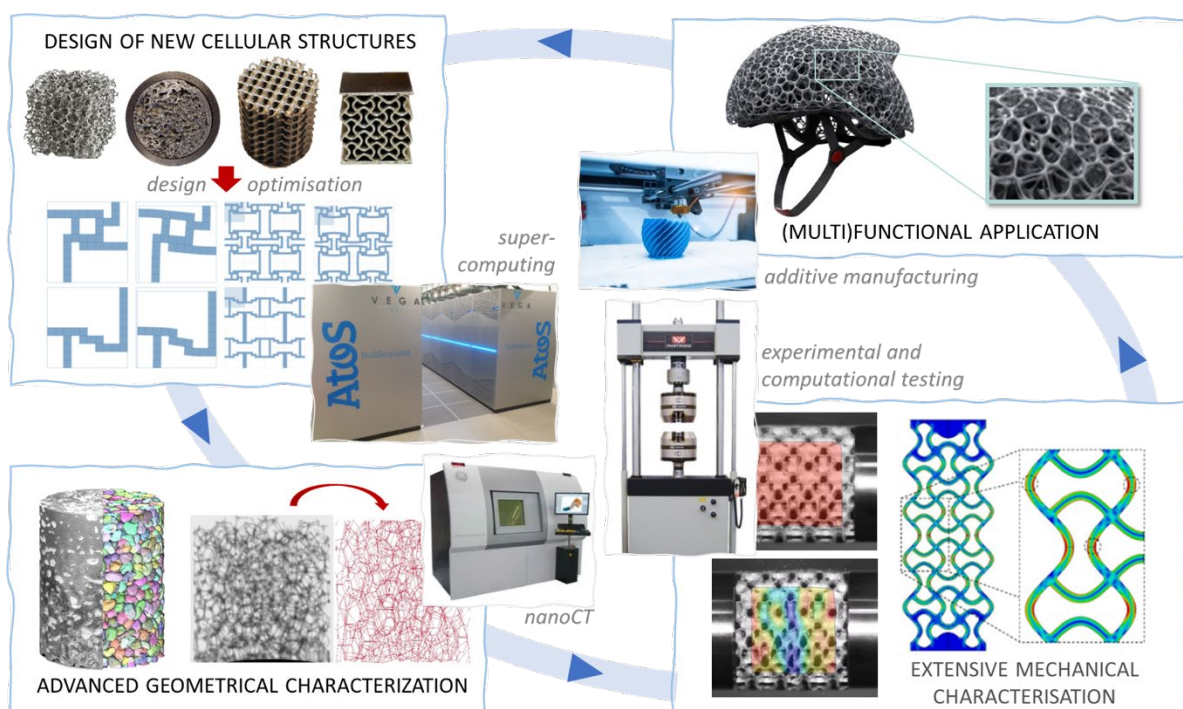 DESIGN OF NEW CELLULAR STRUCTURES
design optimisation
super-
computing
VEGA
Atos
BullSequana
Atos
(MULTI)FUNCTIONAL APPLICATION
additive manufacturing
experimental and
computational testing
nanoCT
ADVANCED GEOMETRICAL CHARACTERIZATION
EXTENSIVE MECHANICAL
CHARACTERISATION